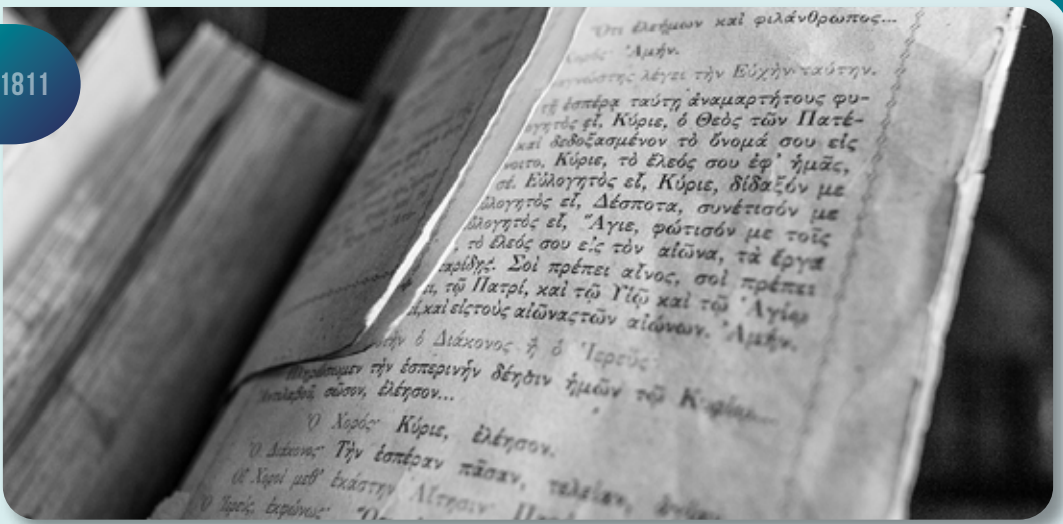 1811
Ὅτι ἐλεήμων καὶ φιλάνθρωπος...
Χορός· Ἀμήν.
λέγει τὴν Εὐχὴν ταύτην.
τῇ ἑσπέρᾳ ταύτῃ ἀναμαρτήτους φυ-
εἶ, Κύριε, ὁ Θεὸς τῶν Πατέ-
καὶ δεδοξασμένον τὸ ὄνομά σου εἰς
Κύριε, τὸ ἔλεός σου ἐφ' ἡμᾶς,
σέ. Εὐλογητὸς εἶ, Κύριε, δίδαξόν με
εἶ, Δέσποτα, συνέτισόν με
εἶ, Ἅγιε, φώτισόν με τοῖς
, τὸ ἔλεός σου εἰς τὸν αἰῶνα, τὰ ἔργα
Σοὶ πρέπει αἶνος, σοὶ πρέπει
τῷ Πατρί, καὶ τῷ Υἱῷ καὶ τῷ Ἁγίῳ
καὶ εἰς τοὺς αἰῶνας τῶν αἰώνων. Ἀμήν.
ὁ Διάκονος ἢ ὁ Ἱερεύς·
τὴν ἑσπερινὴν δέησιν ἡμῶν τῷ Κυρίῳ...
σῶσον, ἐλέησον...
Ὁ Χορός· Κύριε, ἐλέησον.
Ὁ Διάκονος· Τὴν ἑσπέραν πᾶσαν, τελείαν,
Οἱ Χοροὶ μεθ' ἑκάστην Αἴτησιν·
Ὁ Ἱερεύς, ἐκφώνως·